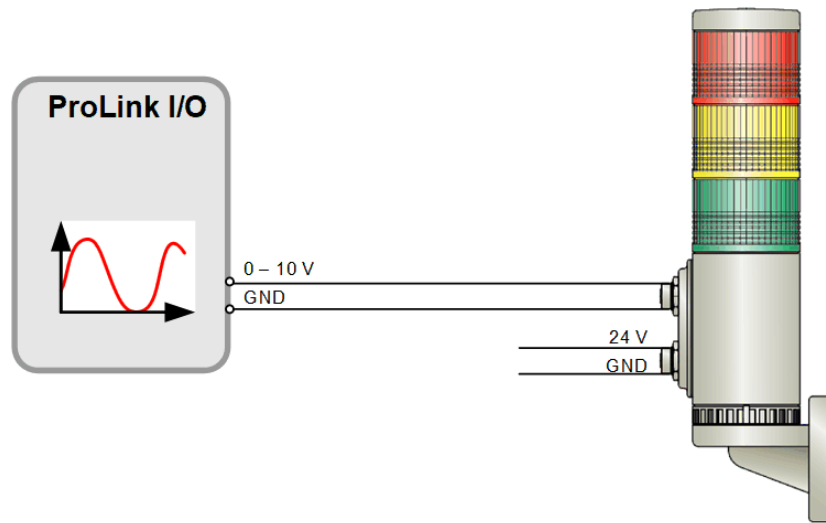 ProLink I/O
0 – 10 V
GND
24 V
GND